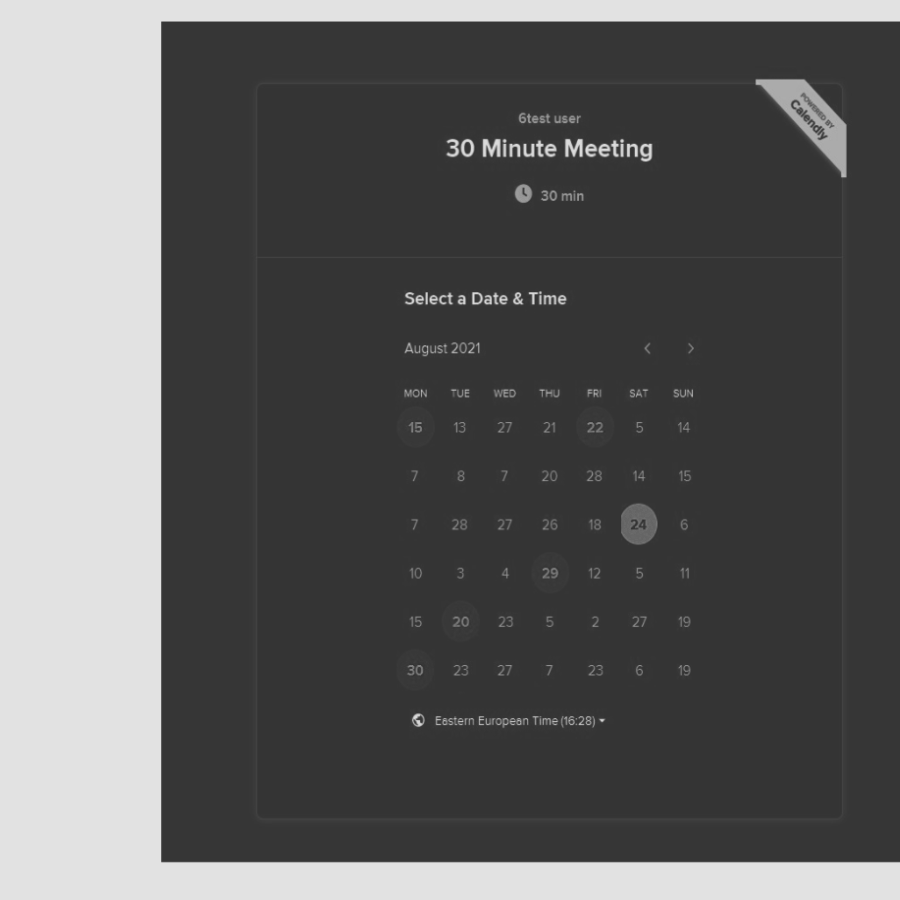 POWERED BY
Calendly
6test user
30 Minute Meeting
30 min
Select a Date & Time
August 2021
MON TUE WED THU FRI SAT SUN
15 13 27 21 22 5 14
7 8 7 20 28 14 15
7 28 27 26 18 24 6
10 3 4 29 12 5 11
15 20 23 5 2 27 19
30 23 27 7 23 6 19
Eastern European Time (16:28)